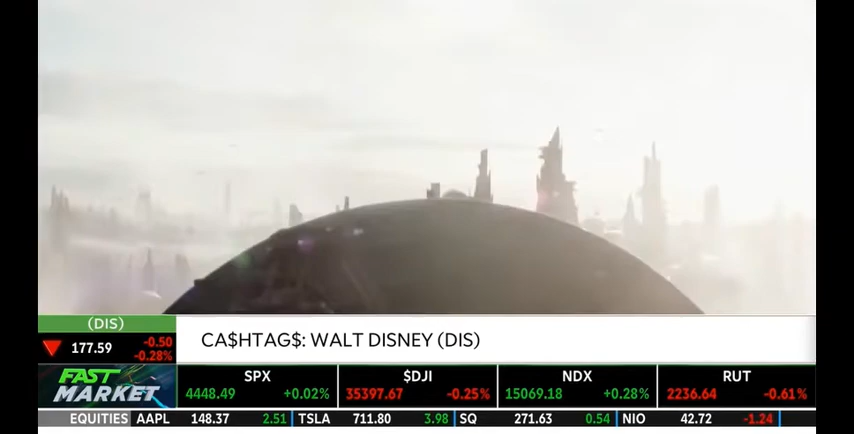 (DIS)
177.59 -0.50
-0.28%
CA$HTAG$: WALT DISNEY (DIS)
FAST
MARKET
SPX $DJI NDX RUT
4448.49 +0.02% 35397.67 -0.25% 15069.18 +0.28% 2236.64 -0.61%
EQUITIES AAPL 148.37 2.51 TSLA 711.80 3.98 SQ 271.63 0.54 NIO 42.72 -1.24